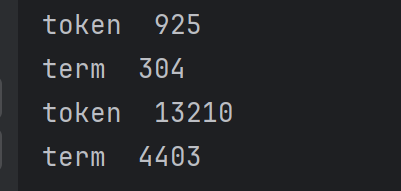 token  925
term  304
token  13210
term  4403